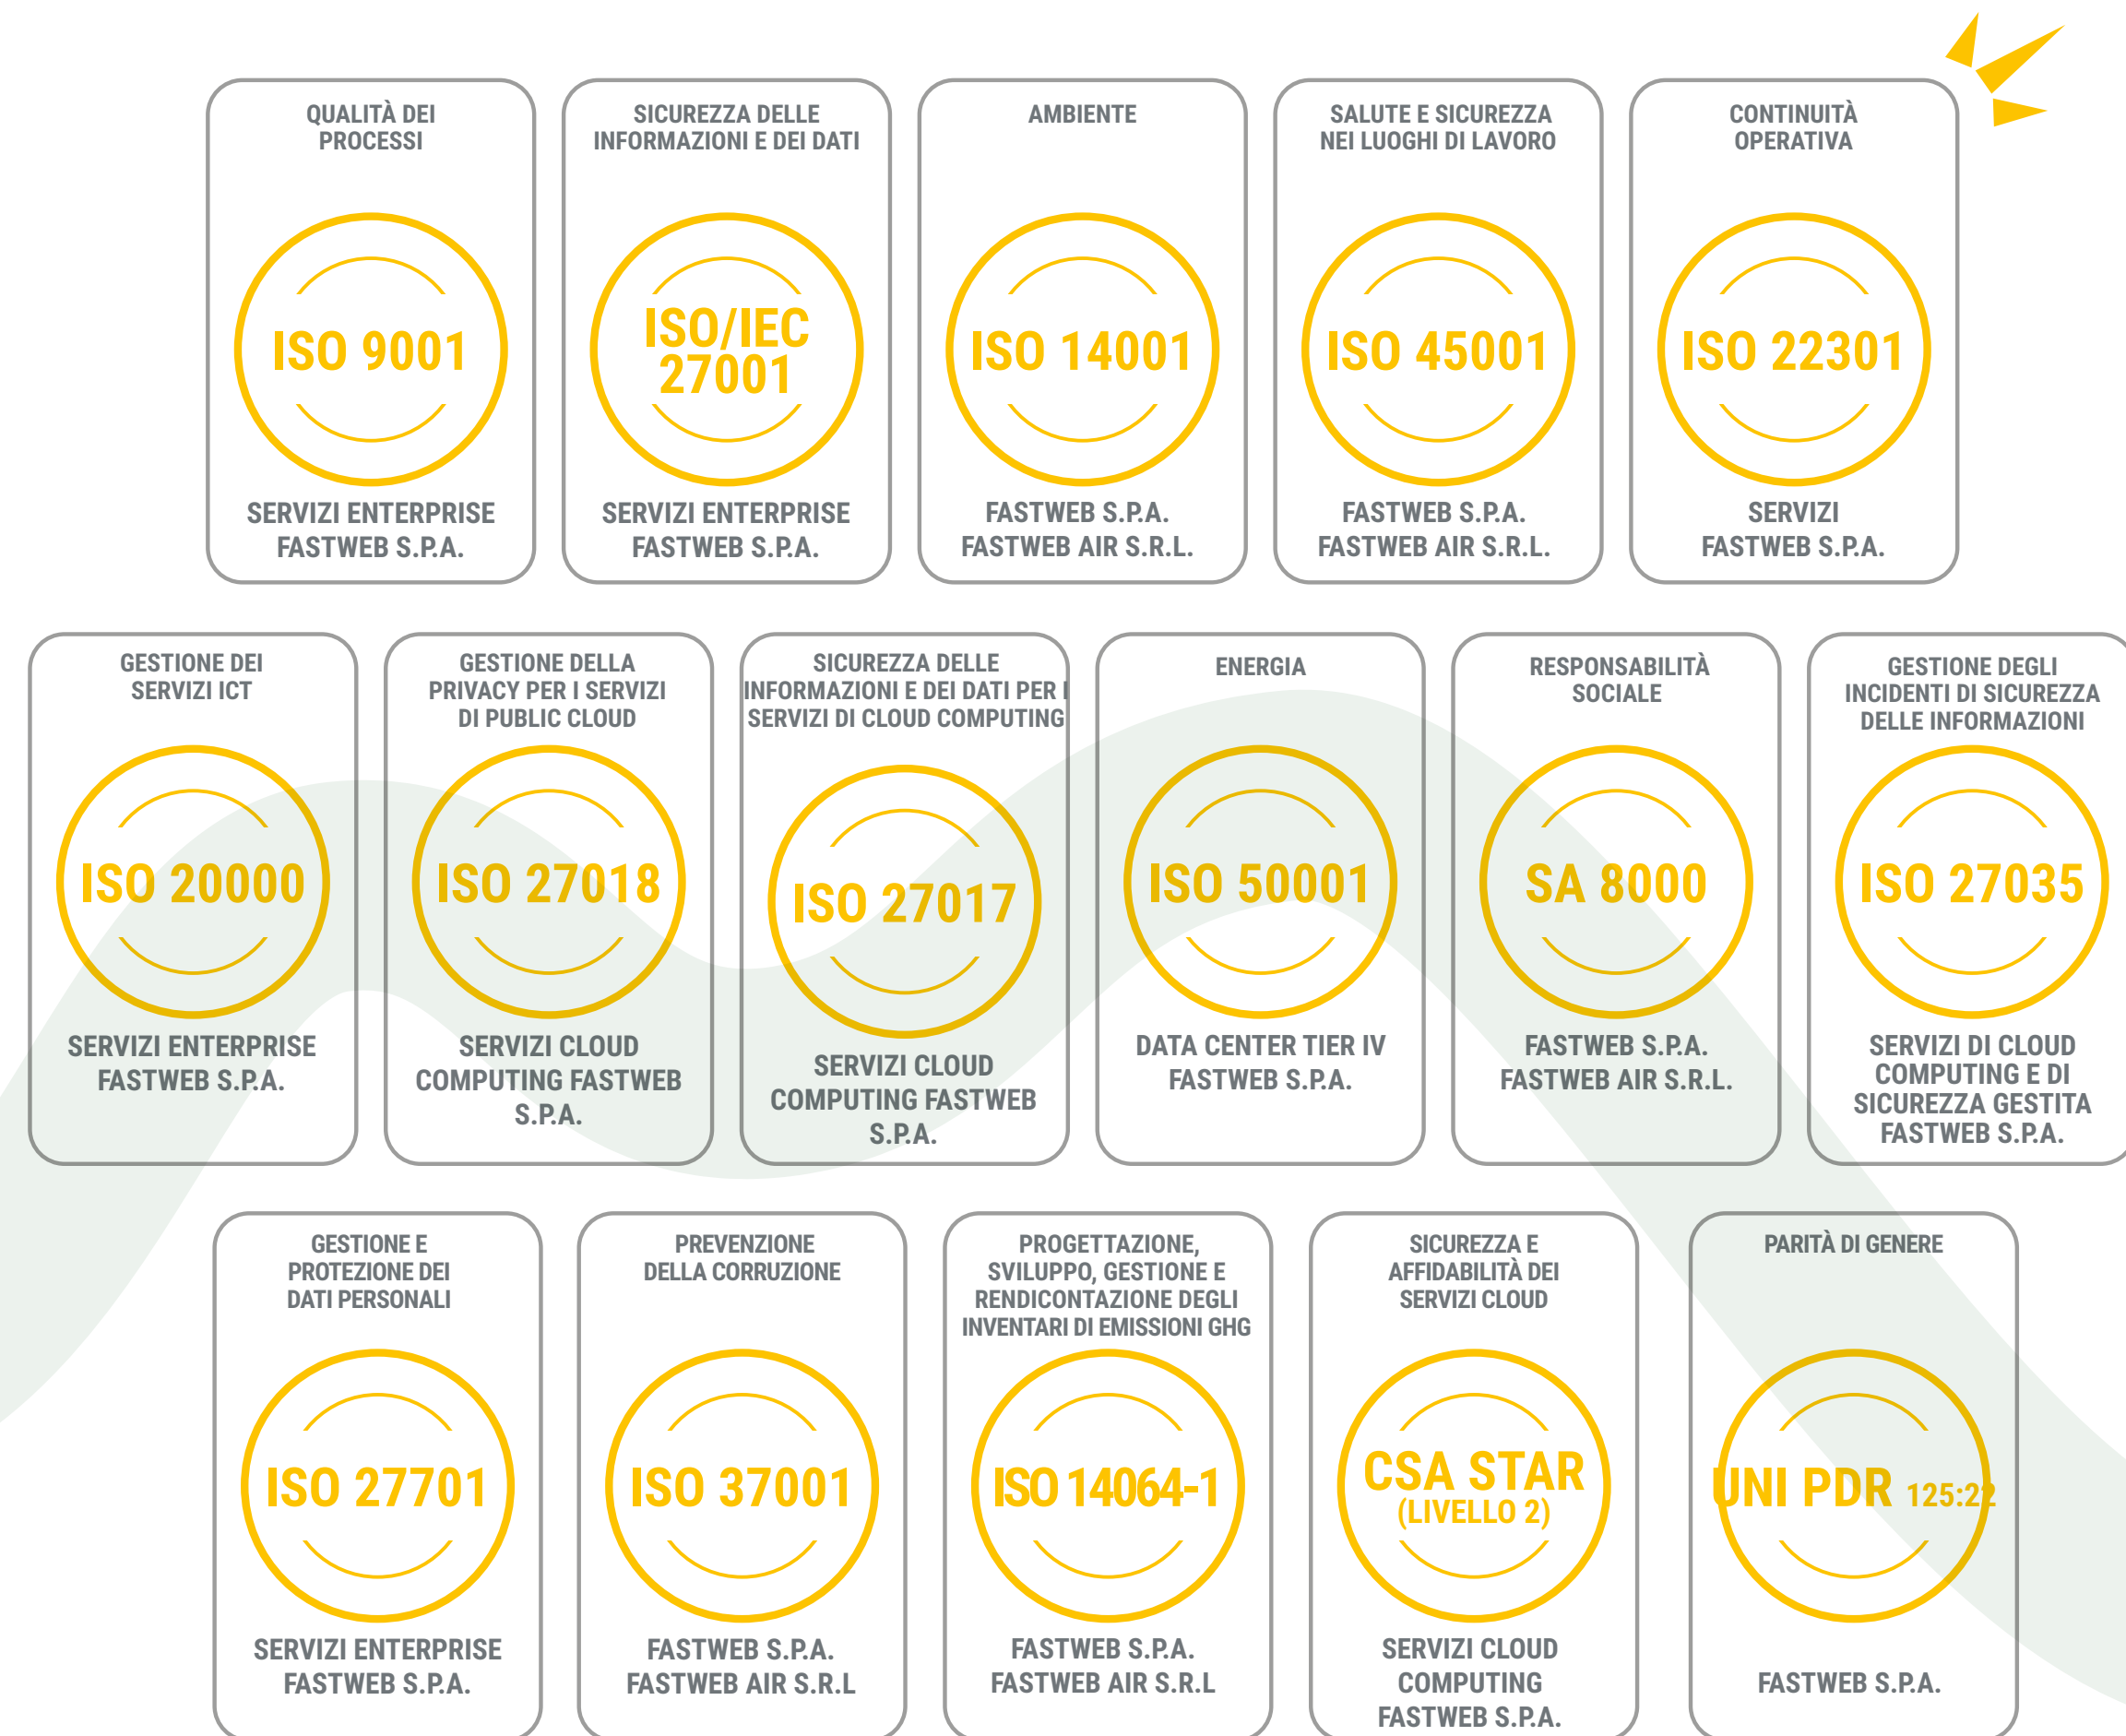 QUALITÀ DEI
PROCESSI
ISO 9001
SERVIZI ENTERPRISE
FASTWEB S.P.A.
SICUREZZA DELLE
INFORMAZIONI E DEI DATI
ISO/IEC
27001
SERVIZI ENTERPRISE
FASTWEB S.P.A.
AMBIENTE
ISO 14001
FASTWEB S.P.A.
FASTWEB AIR S.R.L.
SALUTE E SICUREZZA
NEI LUOGHI DI LAVORO
ISO 45001
FASTWEB S.P.A.
FASTWEB AIR S.R.L.
CONTINUITÀ
OPERATIVA
ISO 22301
SERVIZI
FASTWEB S.P.A.
GESTIONE DEI
SERVIZI ICT
ISO 20000
SERVIZI ENTERPRISE
FASTWEB S.P.A.
GESTIONE DELLA
PRIVACY PER I SERVIZI
DI PUBLIC CLOUD
ISO 27018
SERVIZI CLOUD
COMPUTING FASTWEB
S.P.A.
SICUREZZA DELLE
INFORMAZIONI E DEI DATI PER I
SERVIZI DI CLOUD COMPUTING
ISO 27017
SERVIZI CLOUD
COMPUTING FASTWEB
S.P.A.
ENERGIA
ISO 50001
DATA CENTER TIER IV
FASTWEB S.P.A.
RESPONSABILITÀ
SOCIALE
SA 8000
FASTWEB S.P.A.
FASTWEB AIR S.R.L.
GESTIONE DEGLI
INCIDENTI DI SICUREZZA
DELLE INFORMAZIONI
ISO 27035
SERVIZI DI CLOUD
COMPUTING E DI
SICUREZZA GESTITA
FASTWEB S.P.A.
GESTIONE E
PROTEZIONE DEI
DATI PERSONALI
ISO 27701
SERVIZI ENTERPRISE
FASTWEB S.P.A.
PREVENZIONE
DELLA CORRUZIONE
ISO 37001
FASTWEB S.P.A.
FASTWEB AIR S.R.L
PROGETTAZIONE,
SVILUPPO, GESTIONE E
RENDICONTAZIONE DEGLI
INVENTARI DI EMISSIONI GHG
ISO 14064-1
FASTWEB S.P.A.
FASTWEB AIR S.R.L
SICUREZZA E
AFFIDABILITÀ DEI
SERVIZI CLOUD
CSA STAR
(LIVELLO 2)
SERVIZI CLOUD
COMPUTING
FASTWEB S.P.A.
PARITÀ DI GENERE
UNI PDR 125:22
FASTWEB S.P.A.